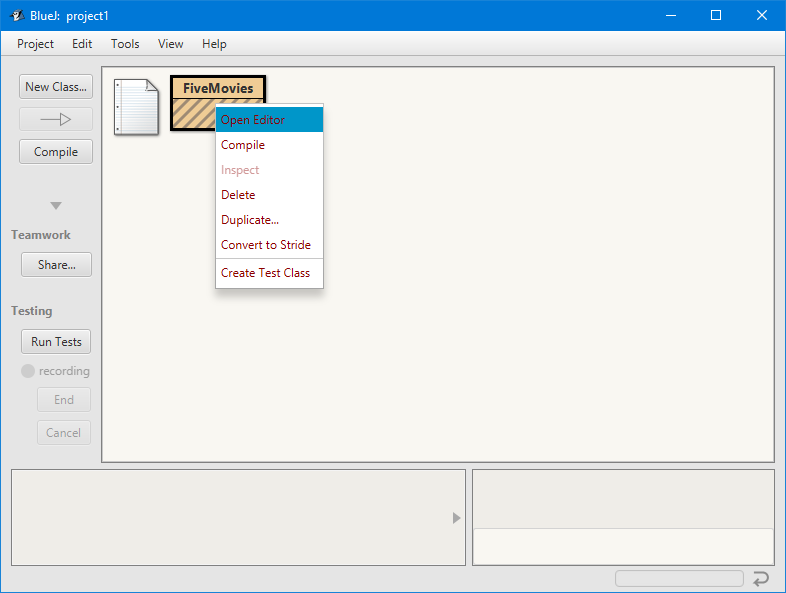 BlueJ: project1
Project Edit Tools View Help
New Class...
Compile
Teamwork
Share...
Testing
Run Tests
recording
End
Cancel
FiveMovies
Open Editor
Compile
Inspect
Delete
Duplicate...
Convert to Stride
Create Test Class